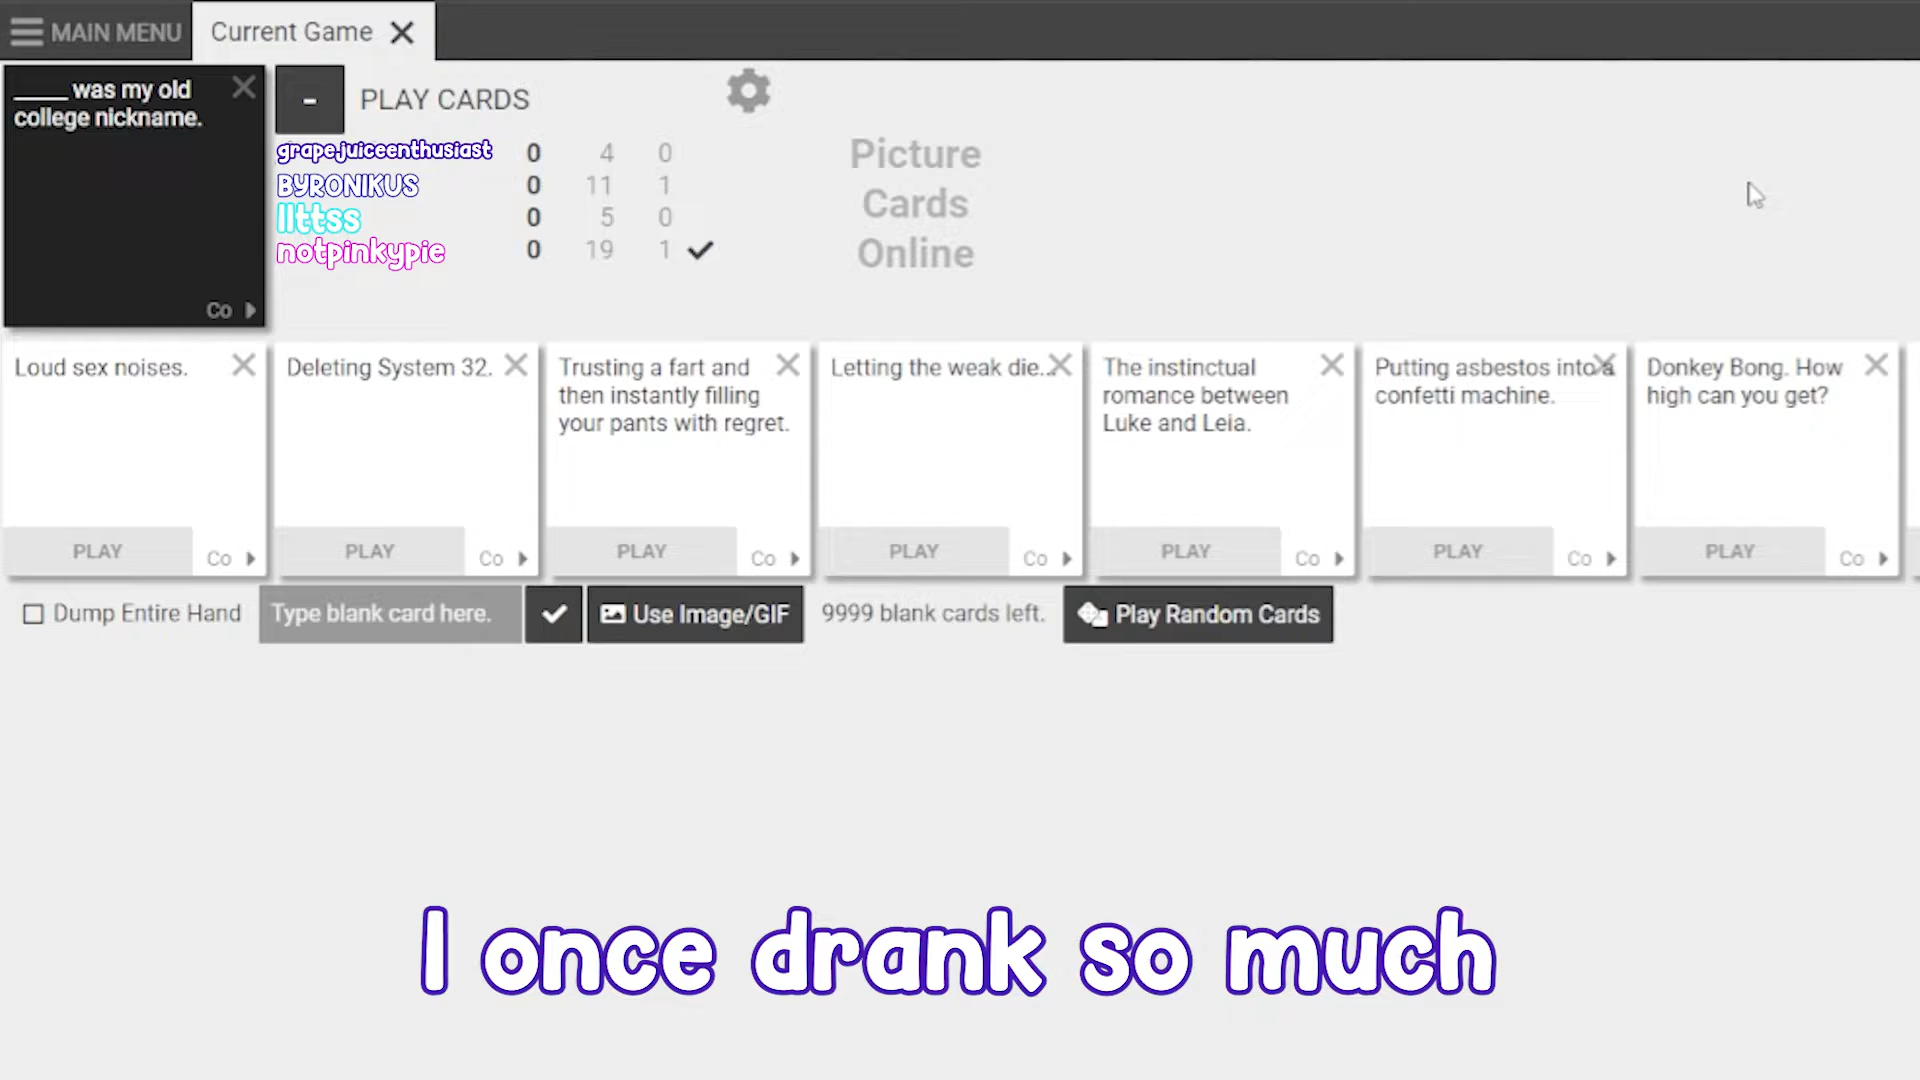 MAIN MENU
Current Game
_____ was my old
college nickname.
Co
-
PLAY CARDS
grapejuiceenthusiast 0 4 0
BYRONIKUS 0 11 1
littss 0 5 0
notpinkypie 0 19 1
Picture
Cards
Online
Loud sex noises.
PLAY
Co
Deleting System 32.
PLAY
Co
Trusting a fart and
then instantly filling
your pants with regret.
PLAY
Co
Letting the weak die..
PLAY
Co
The instinctual
romance between
Luke and Leia.
PLAY
Co
Putting asbestos into a
confetti machine.
PLAY
Co
Donkey Bong. How
high can you get?
PLAY
Co
Dump Entire Hand
Type blank card here.
Use Image/GIF
9999 blank cards left.
Play Random Cards
I once drank so much